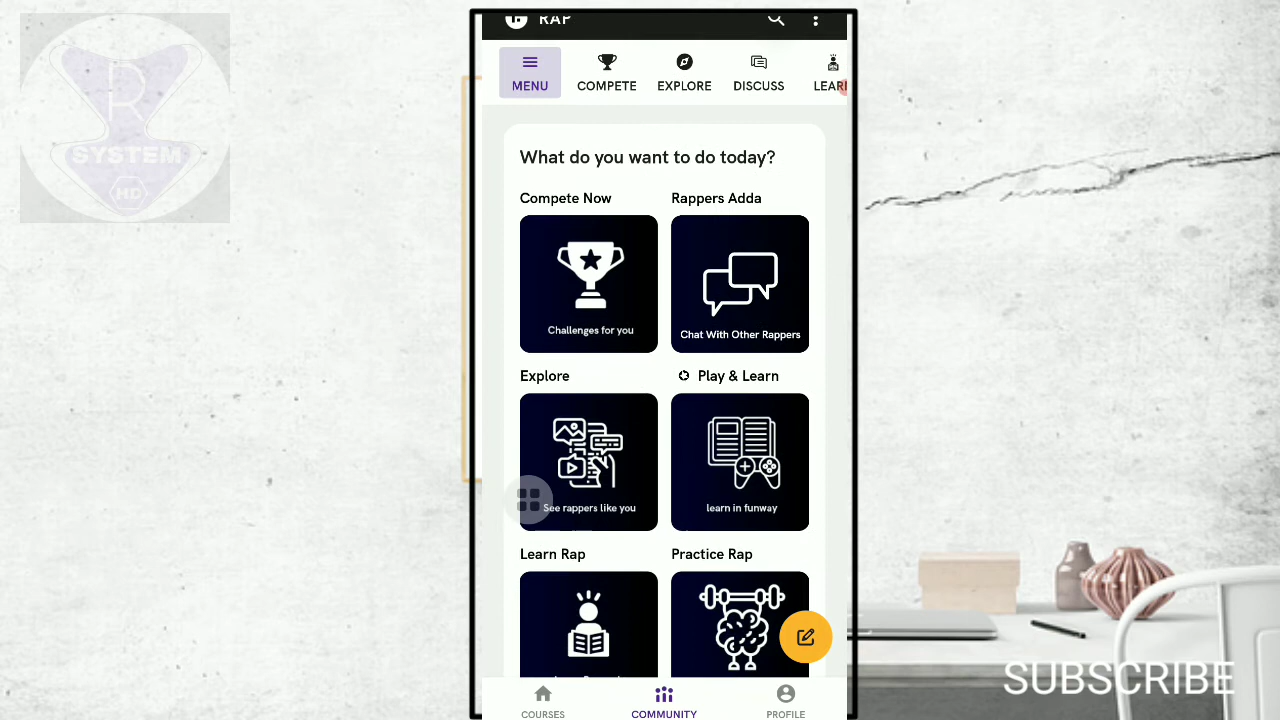 R
SYSTEM
HD
RAP
MENU
COMPETE
EXPLORE
DISCUSS
LEARN
What do you want to do today?
Compete Now
Rappers Adda
Challenges for you
Chat With Other Rappers
Explore
Play & Learn
See rappers like you
learn in funway
Learn Rap
Practice Rap
COURSES
COMMUNITY
PROFILE
SUBSCRIBE